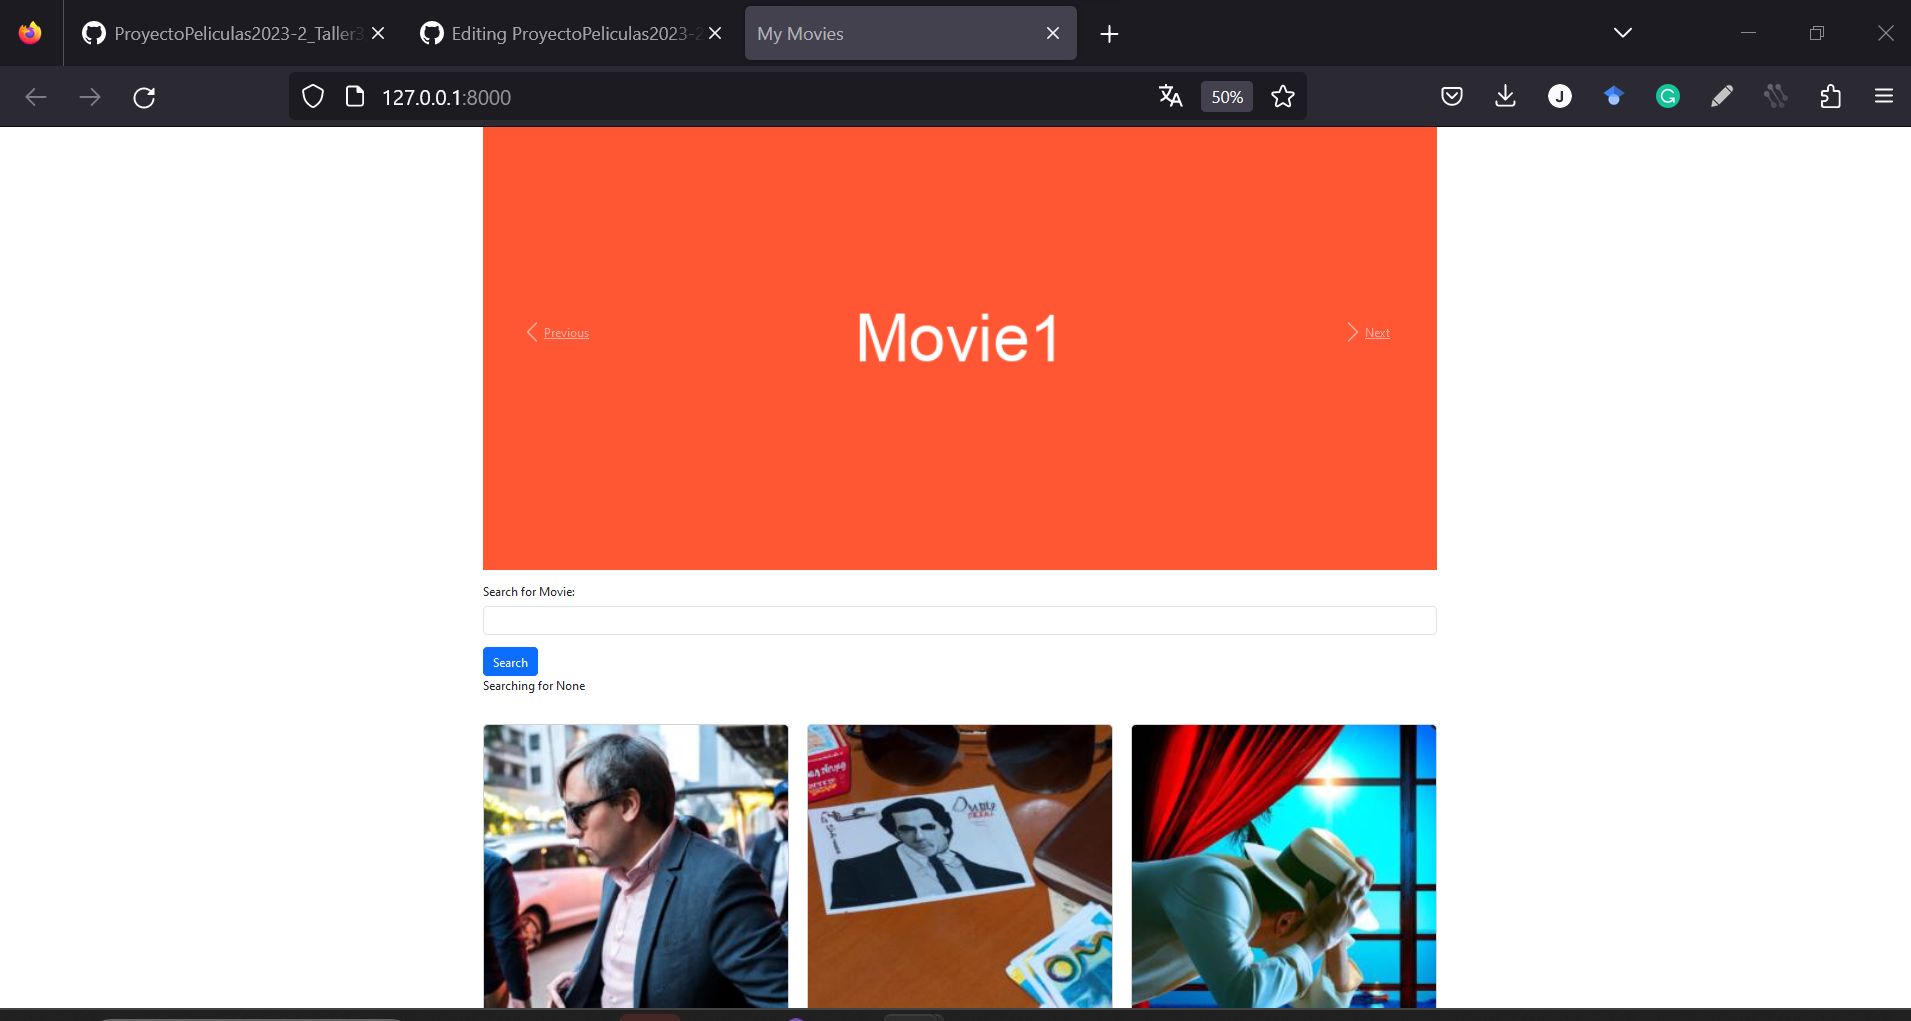 ProyectoPeliculas2023-2_Taller3
Editing ProyectoPeliculas2023-2
My Movies
127.0.0.1:8000
50%
J
G
Movie1
Previous
Next
Search for Movie:
Search
Searching for None